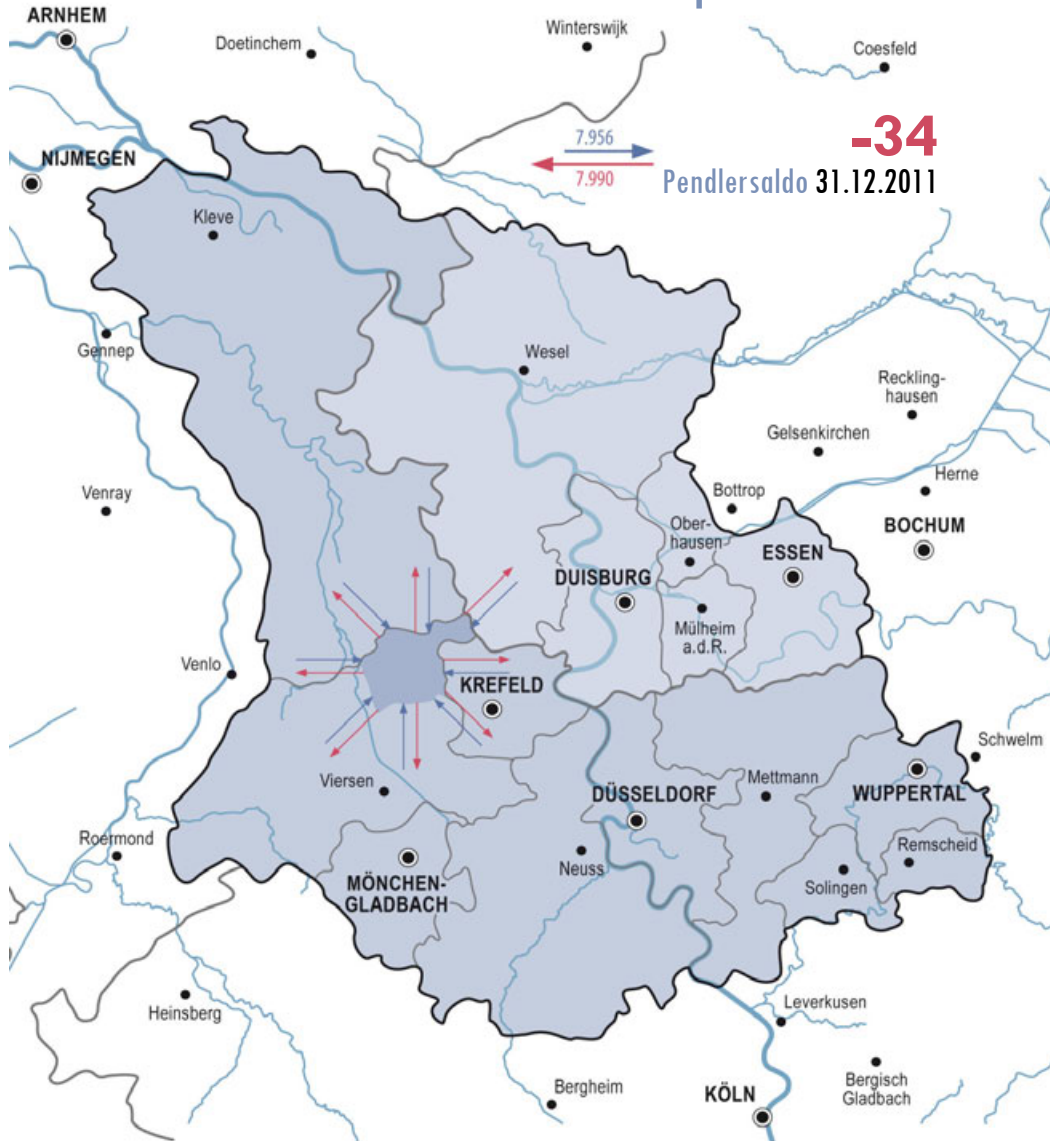 ARNHEM
Doetinchem
Winterswijk
Coesfeld
7.956
7.990
-34
Pendlersaldo 31.12.2011
NIJMEGEN
Kleve
Gennep
Wesel
Reckling-
hausen
Gelsenkirchen
Herne
Venray
Bottrop
BOCHUM
Ober-
hausen
ESSEN
DUISBURG
Mülheim
a.d.R.
Venlo
KREFELD
Schwelm
Viersen
Mettmann
DÜSSELDORF
WUPPERTAL
Roermond
Remscheid
Neuss
Solingen
MÖNCHEN-
GLADBACH
Heinsberg
Leverkusen
Bergheim
Bergisch
Gladbach
KÖLN